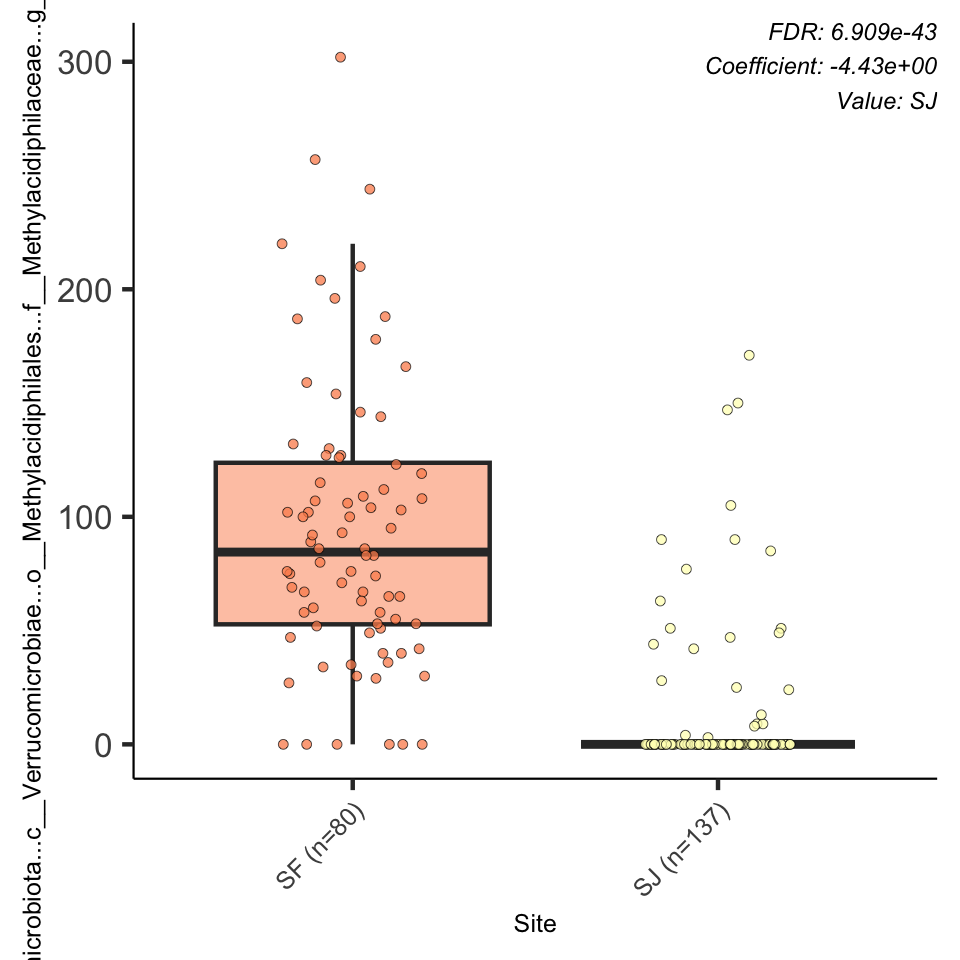 FDR: 6.909e-43
Coefficient: -4.43e+00
Value: SJ
icrobiota...c__Verrucomicrobiae...o__Methylacidiphilales...f__Methylacidiphilaceae...g_
300
200
100
0
SF (n=80)
SJ (n=137)
Site